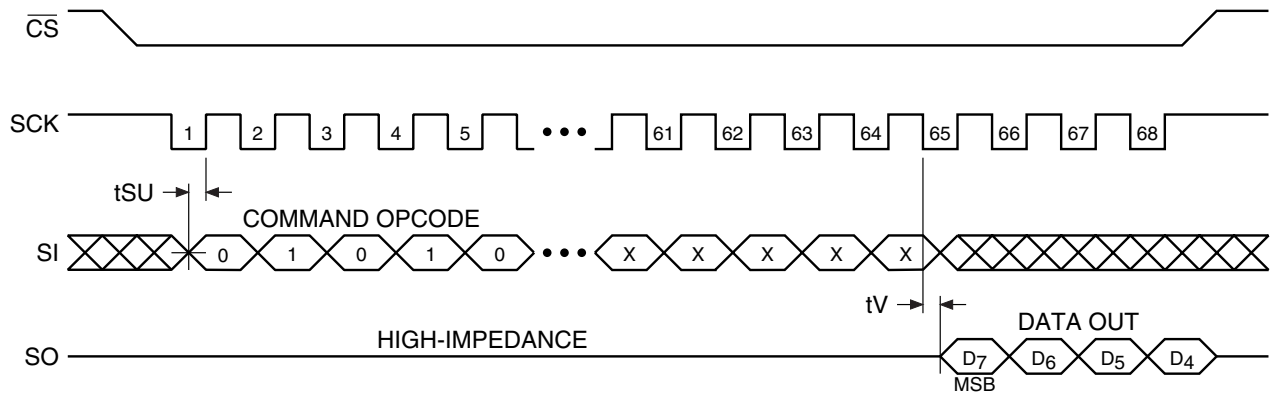 CS
SCK 1 2 3 4 5 ••• 61 62 63 64 65 66 67 68
tSU
COMMAND OPCODE
SI 0 1 0 1 0 ••• X X X X X
tV
HIGH-IMPEDANCE
DATA OUT
SO D7 D6 D5 D4
MSB